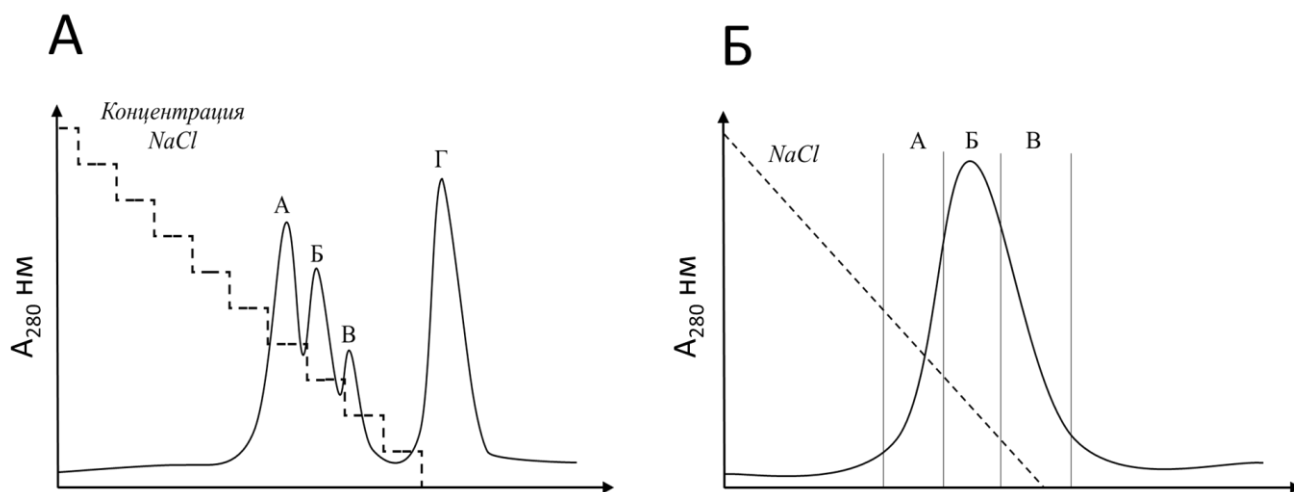 А
Концентрация
NaCl
А
Б
В
Г
A280 нм
Б
NaCl
А Б В
A280 нм